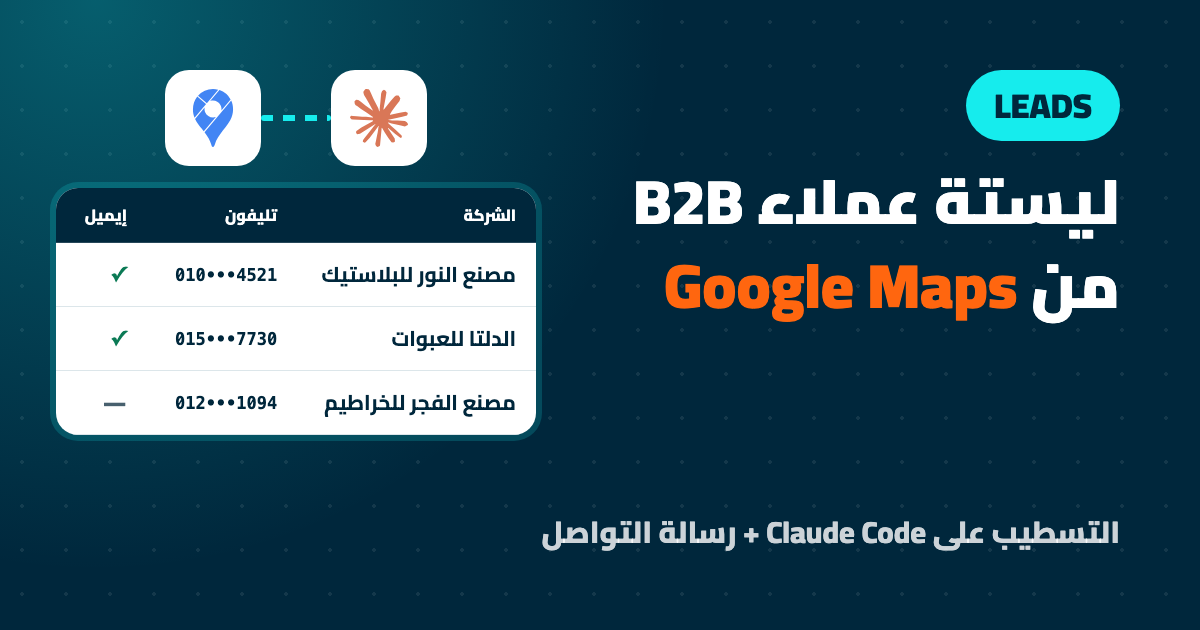 LEADS
ليستة عملاء B2B
من Google Maps
الشركة تليفون إيميل
مصنع النور للبلاستيك 010•••4521 ✓
الدلتا للعبوات 015•••7730 ✓
مصنع الفجر للخراطيم 012•••1094 —
التسطيب على Claude Code + رسالة التواصل